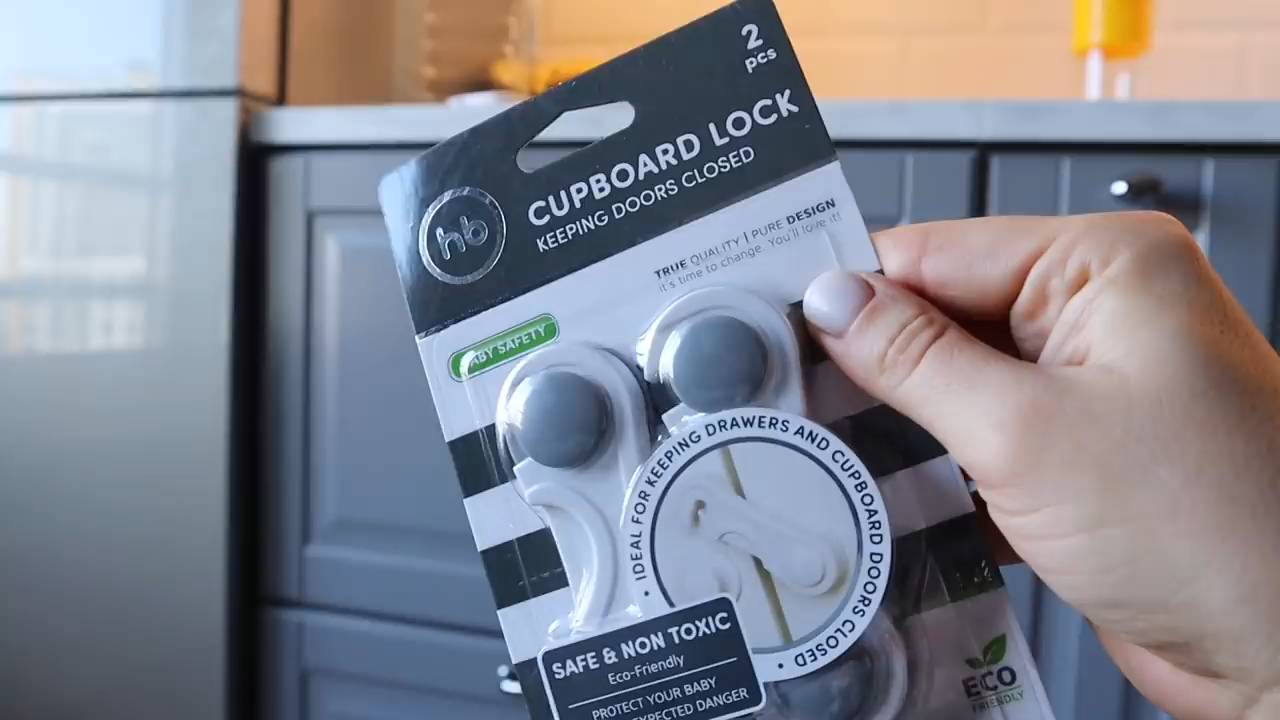 2
pcs
CUPBOARD LOCK
KEEPING DOORS CLOSED
hb
TRUE QUALITY | PURE DESIGN
it's time to change. You'll love it!
BABY SAFETY
• IDEAL FOR KEEPING DRAWERS AND CUPBOARD DOORS CLOSED •
SAFE & NON TOXIC
Eco-Friendly
PROTECT YOUR BABY
EXPECTED DANGER
ECO
FRIENDLY